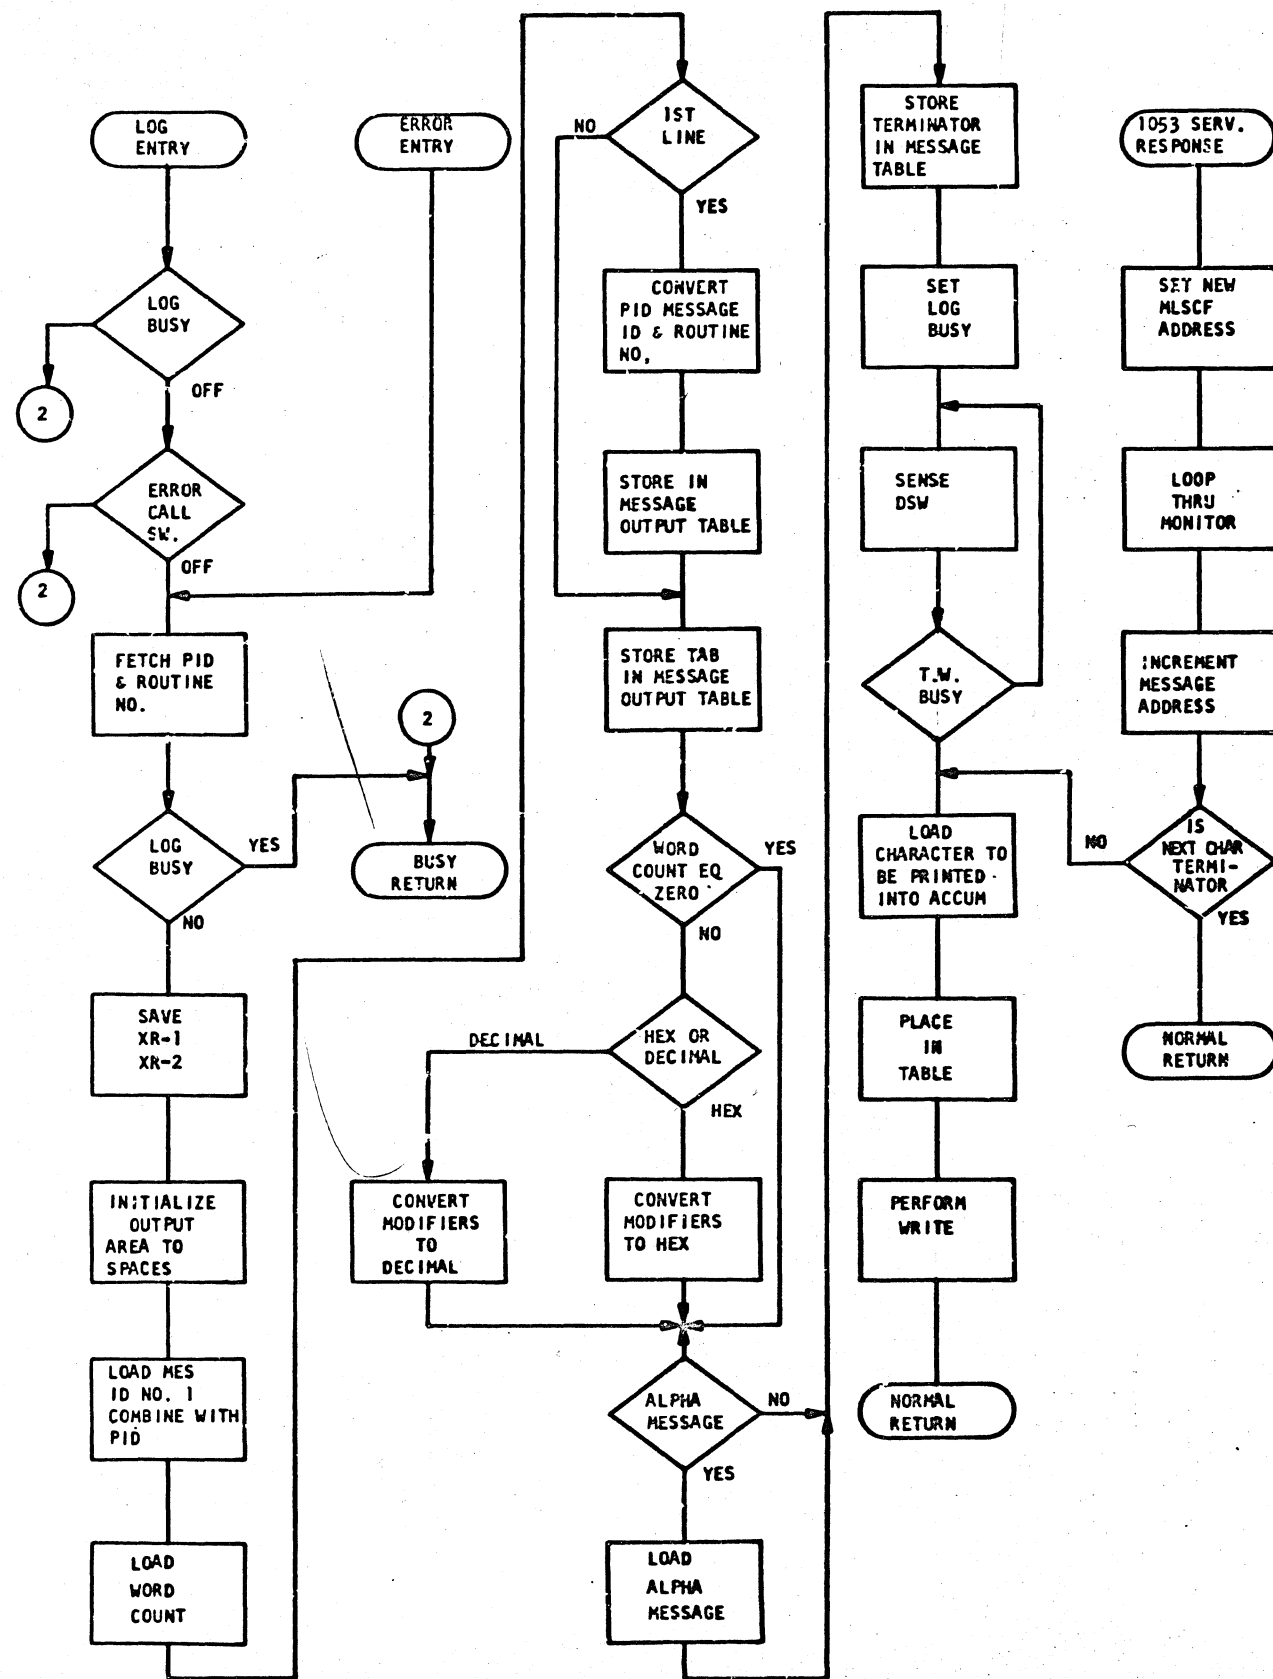 LOG
ENTRY
LOG
BUSY
OFF
2
ERROR
CALL
SW.
OFF
2
FETCH PID
& ROUTINE
NO.
LOG
BUSY
YES
NO
SAVE
XR-1
XR-2
INITIALIZE
OUTPUT
AREA TO
SPACES
LOAD MES
ID NO. 1
COMBINE WITH
PID
LOAD
WORD
COUNT
ERROR
ENTRY
2
BUSY
RETURN
DECIMAL
CONVERT
MODIFIERS
TO
DECIMAL
1ST
LINE
NO
YES
CONVERT
PID MESSAGE
ID & ROUTINE
NO.
STORE IN
MESSAGE
OUTPUT TABLE
STORE TAB
IN MESSAGE
OUTPUT TABLE
WORD
COUNT EQ
ZERO
YES
NO
HEX OR
DECIMAL
HEX
CONVERT
MODIFIERS
TO HEX
ALPHA
MESSAGE
NO
YES
LOAD
ALPHA
MESSAGE
STORE
TERMINATOR
IN MESSAGE
TABLE
SET
LOG
BUSY
SENSE
DSW
T.W.
BUSY
LOAD
CHARACTER TO
BE PRINTED
INTO ACCUM
PLACE
IN
TABLE
PERFORM
WRITE
NORMAL
RETURN
1053 SERV.
RESPONSE
SET NEW
MLSCF
ADDRESS
LOOP
THRU
MONITOR
INCREMENT
MESSAGE
ADDRESS
IS
NEXT CHAR
TERMI-
NATOR
NO
YES
NORMAL
RETURN